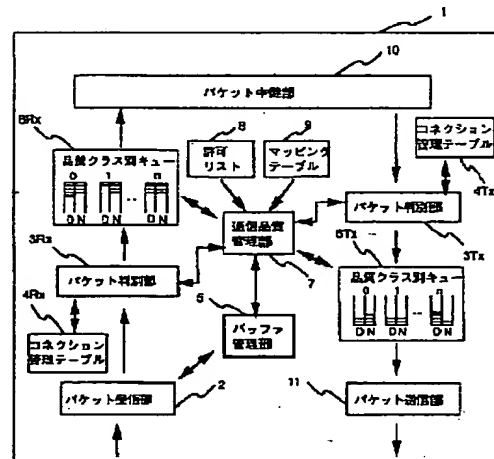 1
10
パケット中継部
6Rx
品質クラス別キュー
0 1 n
DN DN ‥ DN
8
許可
リスト
9
マッピング
テーブル
コネクション
管理テーブル
4Tx
通信品質
管理部
7
パケット判別部
3Tx
3Rx
パケット判別部
6Tx
品質クラス別キュー
0 1 n
DN DN ‥ DN
4Rx
コネクション
管理テーブル
5
バッファ
管理部
パケット受信部
2
11
パケット送信部